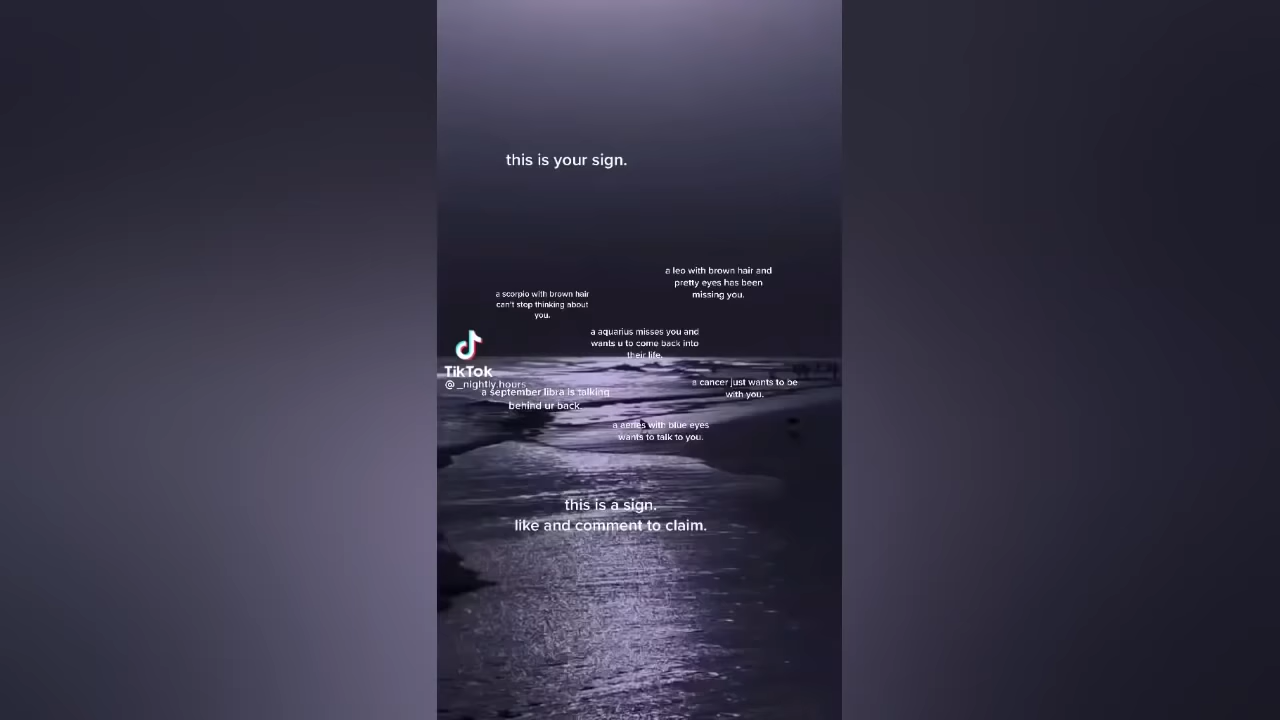 this is your sign.
a leo with brown hair and
pretty eyes has been
missing you.
a scorpio with brown hair
can't stop thinking about
you.
a aquarius misses you and
wants u to come back into
their life.
TikTok
@_nightly.hours
a cancer just wants to be
with you.
a september libra is talking
behind ur back.
a aeries with blue eyes
wants to talk to you.
this is a sign.
like and comment to claim.